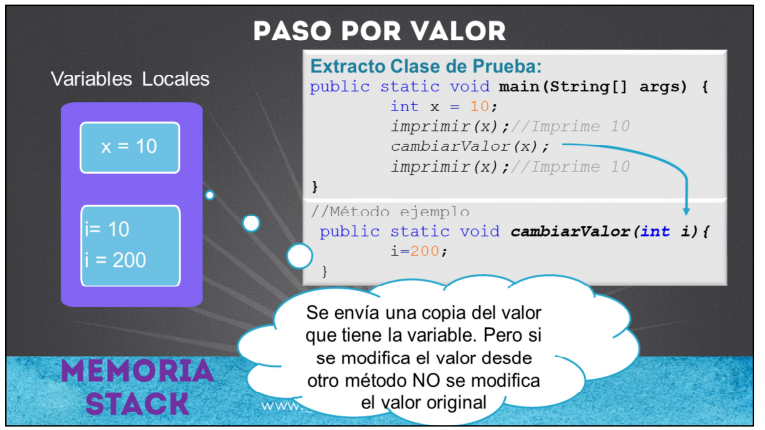 PASO POR VALOR
Variables Locales
x = 10
i= 10
i = 200
MEMORIA
STACK
Extracto Clase de Prueba:
public static void main(String[] args) {
int x = 10;
imprimir(x);//Imprime 10
cambiarValor(x);
imprimir(x);//Imprime 10
}
//Método ejemplo
public static void cambiarValor(int i){
i=200;
}
Se envía una copia del valor
que tiene la variable. Pero si
se modifica el valor desde
otro método NO se modifica
el valor original